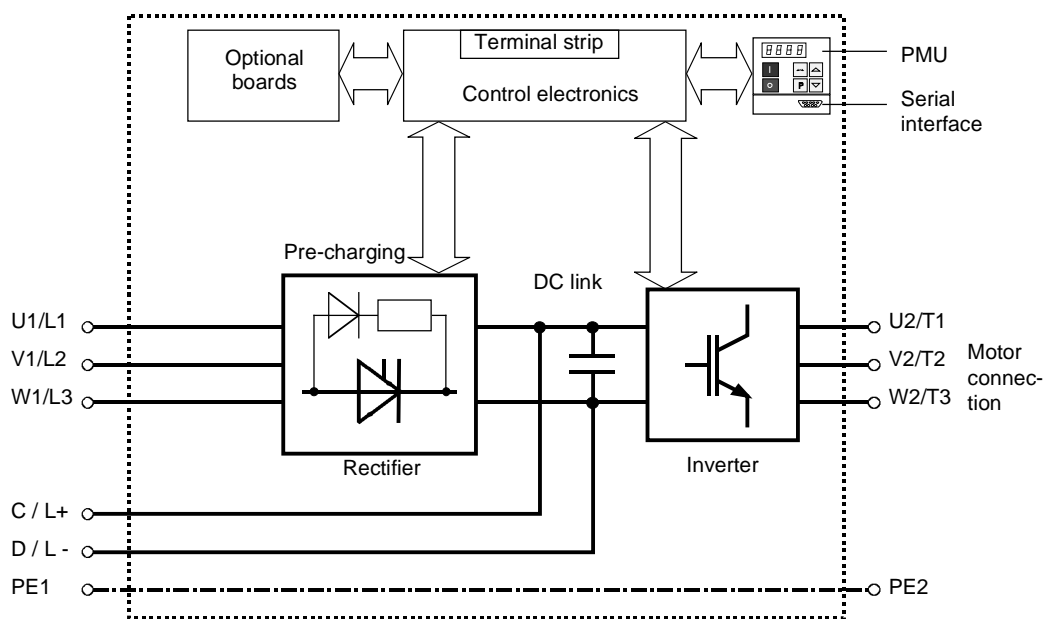 Optional
boards
Terminal strip
Control electronics
PMU
Serial
interface
Pre-charging
DC link
U1/L1
V1/L2
W1/L3
U2/T1
V2/T2
W2/T3
Motor
connec-
tion
Rectifier
Inverter
C / L+
D / L -
PE1
PE2
8888
I
O
P